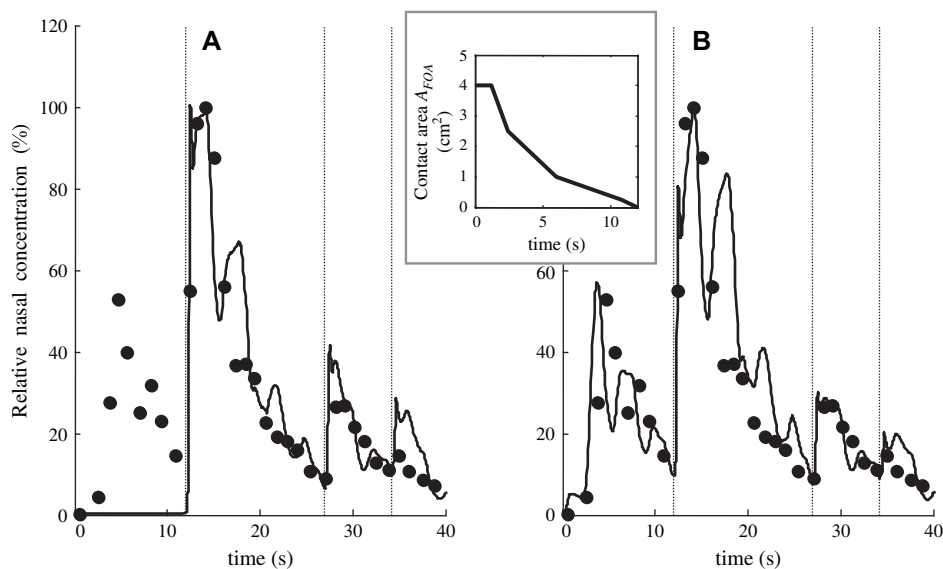 A
120
100
80
60
40
20
0
Relative nasal concentration (%)
0 10 20 30 40
time (s)
5
4
3
2
1
0
Contact area A_FOA
(cm²)
0 5 10
time (s)
B
60
40
20
0
0 10 20 30 40
time (s)